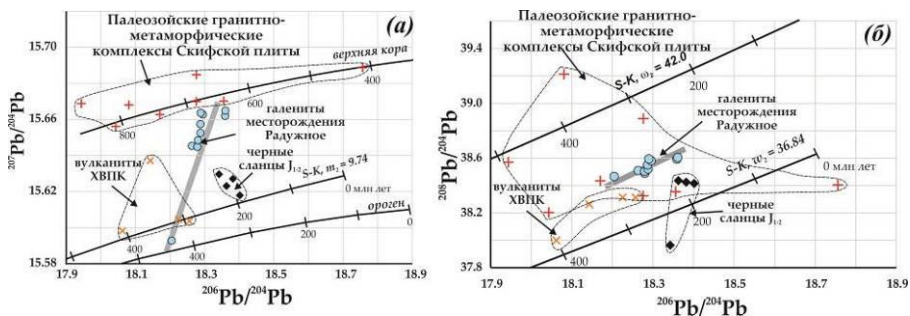 Палеозойские гранитно-
метаморфические
комплексы Скифской плиты
(а)
верхняя кора
400
600
800
галениты
месторождения
Радужное
черные
сланцы J1-2
S-K, m2 = 9.74
вулканиты
ХВПК
0 млн лет
200
400
ороген
200
400
0
15.70
15.66
15.62
15.58
207Pb/204Pb
17.9
18.1
18.3
18.5
18.7
18.9
206Pb/204Pb
Палеозойские гранитно-
метаморфические
комплексы Скифской плиты
(б)
S-K, ω2 = 42.0
200
400
галениты
месторождения
Радужное
S-K, w2 = 36.84
0 млн лет
вулканиты
ХВПК
черные
сланцы J1-2
200
400
39.4
39.0
38.6
38.2
37.8
208Pb/204Pb
17.9
18.1
18.3
18.5
18.7
18.9
206Pb/204Pb